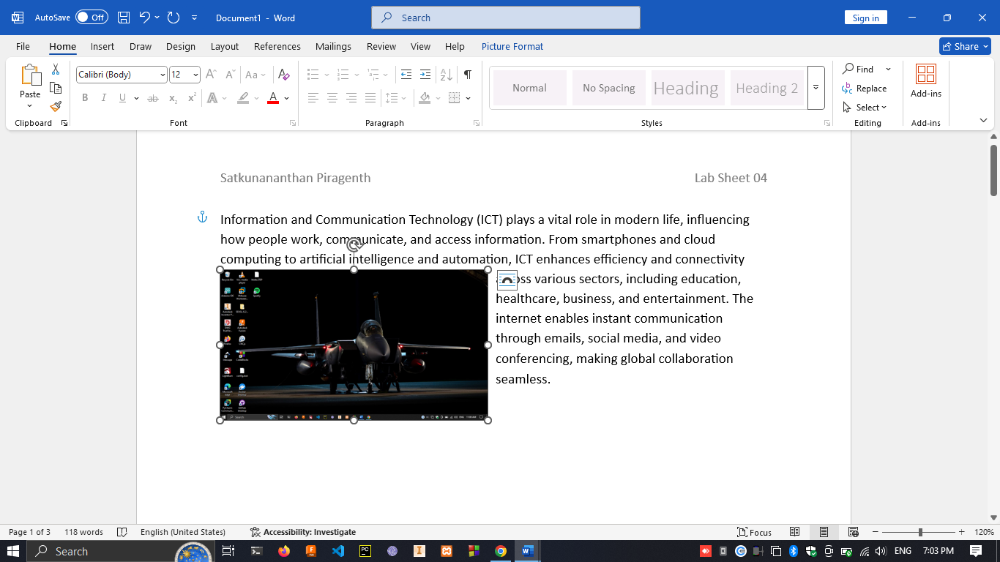 AutoSave Off Document1 - Word Search Sign in
File Home Insert Draw Design Layout References Mailings Review View Help Picture Format Share
Paste Calibri (Body) 12 Aa Normal No Spacing Heading Heading 2 Find Replace Select Add-ins
Clipboard Font Paragraph Styles Editing Add-ins
Satkunananthan Piragenth Lab Sheet 04
Information and Communication Technology (ICT) plays a vital role in modern life, influencing
how people work, communicate, and access information. From smartphones and cloud
computing to artificial intelligence and automation, ICT enhances efficiency and connectivity
across various sectors, including education,
healthcare, business, and entertainment. The
internet enables instant communication
through emails, social media, and video
conferencing, making global collaboration
seamless.
Page 1 of 3 118 words English (United States) Accessibility: Investigate Focus 120%
Search ENG 7:03 PM